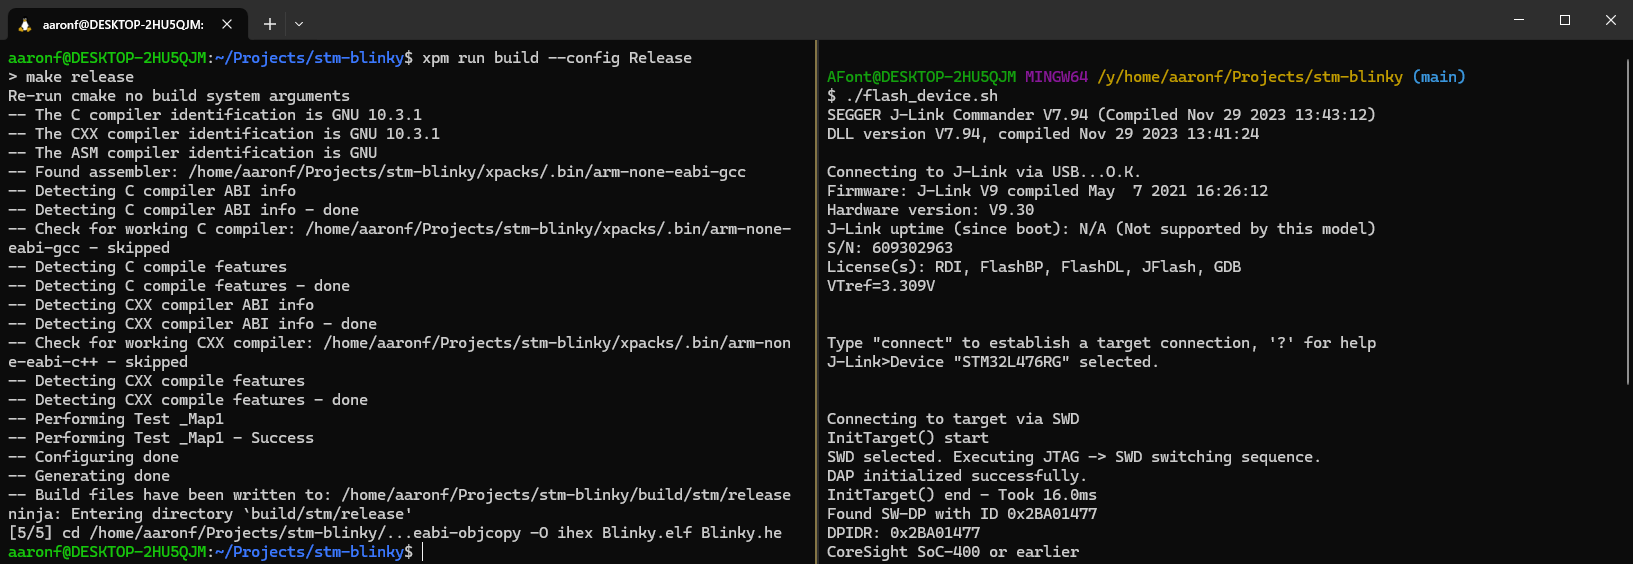 aaronf@DESKTOP-2HU5QJM:
aaronf@DESKTOP-2HU5QJM:~/Projects/stm-blinky$ xpm run build --config Release
> make release
Re-run cmake no build system arguments
-- The C compiler identification is GNU 10.3.1
-- The CXX compiler identification is GNU 10.3.1
-- The ASM compiler identification is GNU
-- Found assembler: /home/aaronf/Projects/stm-blinky/xpacks/.bin/arm-none-eabi-gcc
-- Detecting C compiler ABI info
-- Detecting C compiler ABI info - done
-- Check for working C compiler: /home/aaronf/Projects/stm-blinky/xpacks/.bin/arm-none-
eabi-gcc - skipped
-- Detecting C compile features
-- Detecting C compile features - done
-- Detecting CXX compiler ABI info
-- Detecting CXX compiler ABI info - done
-- Check for working CXX compiler: /home/aaronf/Projects/stm-blinky/xpacks/.bin/arm-non
e-eabi-c++ - skipped
-- Detecting CXX compile features
-- Detecting CXX compile features - done
-- Performing Test _Map1
-- Performing Test _Map1 - Success
-- Configuring done
-- Generating done
-- Build files have been written to: /home/aaronf/Projects/stm-blinky/build/stm/release
ninja: Entering directory `build/stm/release'
[5/5] cd /home/aaronf/Projects/stm-blinky/...eabi-objcopy -O ihex Blinky.elf Blinky.he
aaronf@DESKTOP-2HU5QJM:~/Projects/stm-blinky$
AFont@DESKTOP-2HU5QJM MINGW64 /y/home/aaronf/Projects/stm-blinky (main)
$ ./flash_device.sh
SEGGER J-Link Commander V7.94 (Compiled Nov 29 2023 13:43:12)
DLL version V7.94, compiled Nov 29 2023 13:41:24
Connecting to J-Link via USB...O.K.
Firmware: J-Link V9 compiled May  7 2021 16:26:12
Hardware version: V9.30
J-Link uptime (since boot): N/A (Not supported by this model)
S/N: 609302963
License(s): RDI, FlashBP, FlashDL, JFlash, GDB
VTref=3.309V
Type "connect" to establish a target connection, '?' for help
J-Link>Device "STM32L476RG" selected.
Connecting to target via SWD
InitTarget() start
SWD selected. Executing JTAG -> SWD switching sequence.
DAP initialized successfully.
InitTarget() end - Took 16.0ms
Found SW-DP with ID 0x2BA01477
DPIDR: 0x2BA01477
CoreSight SoC-400 or earlier